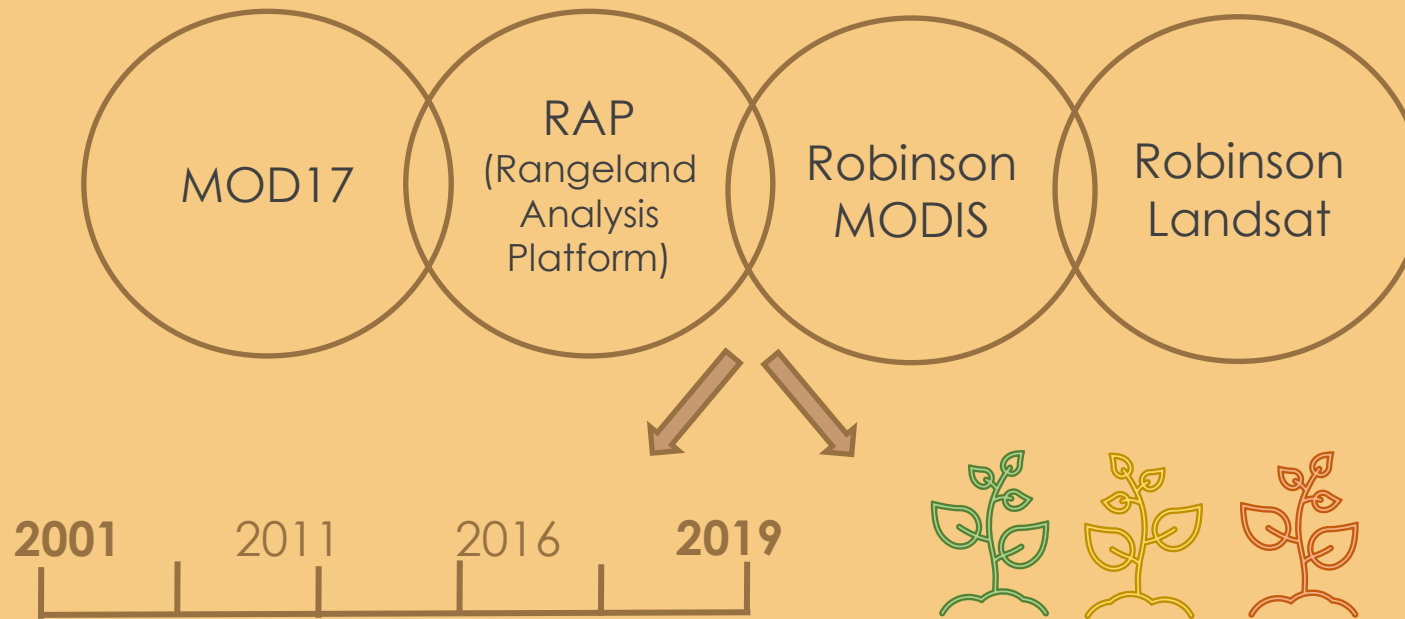 MOD17
RAP
(Rangeland
Analysis
Platform)
Robinson
MODIS
Robinson
Landsat
2001 2011 2016 2019